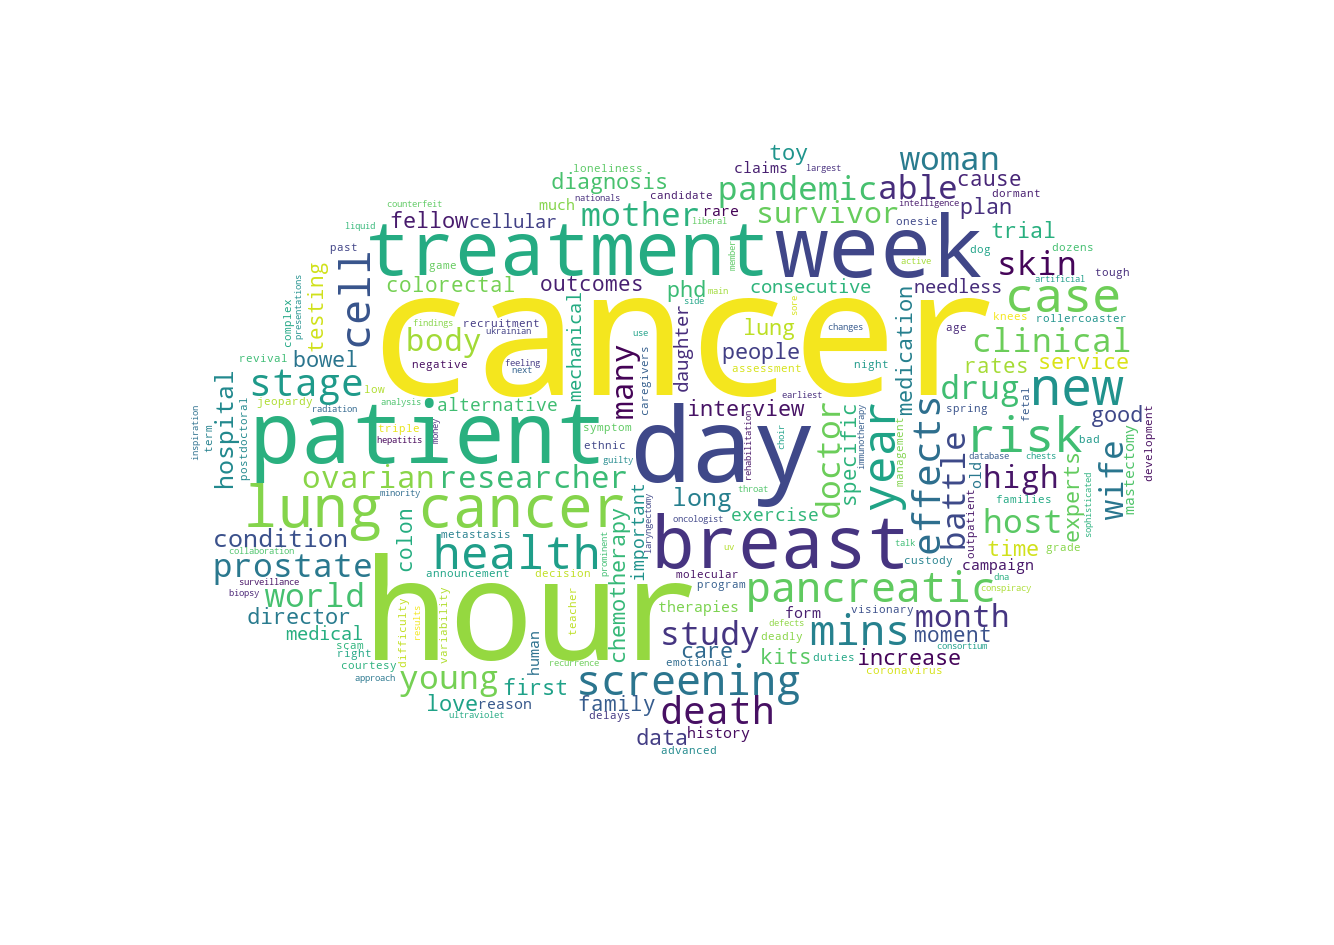 toy
woman
loneliness
claims
largest
diagnosis
pandemic
able
cause
nationals
candidate
dormant
counterfeit
much
mother
rare
survivor
intelligence
plan
fellow
cellular
liberal
onesie
liquid
treatment
week
trial
past
member
dog
dozens
game
active
skin
tough
cell
testing
colorectal
outcomes
phd
main
consecutive
needless
artificial
case
presentations
complex
cancer
mechanical
side
sore
knees
rollercoaster
findings
recruitment
ukrainian
use
lung
changes
age
clinical
body
many
daughter
people
medication
revival
bowel
negative
feeling
next
caregivers
assessment
night
rates
service
stage
low
earliest
drug
new
jeopardy
analysis
alternative
interview
spring
fetal
good
hospital
radiation
patient
day
doctor
specific
year
inspiration
term
postdoctoral
triple
hepatitis
money
symptom
ethnic
guilty
rehabilitation
choir
immunotherapy
management
effects
battle
risk
bad
development
ovarian
researcher
database
chests
old
high
experts
wife
mastectomy
lung
cancer
minority
important
laryngectomy
long
throat
families
sophisticated
exercise
oncologist
host
outpatient
condition
colon
metastasis
health
prominent
breast
uv
talk
time
grade
collaboration
prostate
announcement
decision
chemotherapy
molecular
custody
campaign
surveillance
program
pancreatic
dna
conspiracy
biopsy
world
hour
therapies
form
visionary
month
director
difficulty
results
variability
teacher
defects
mins
medical
study
deadly
moment
scam
human
care
consortium
right
courtesy
recurrence
emotional
kits
duties
increase
approach
young
first
screening
coronavirus
love
reason
family
death
ultraviolet
delays
data
history
advanced